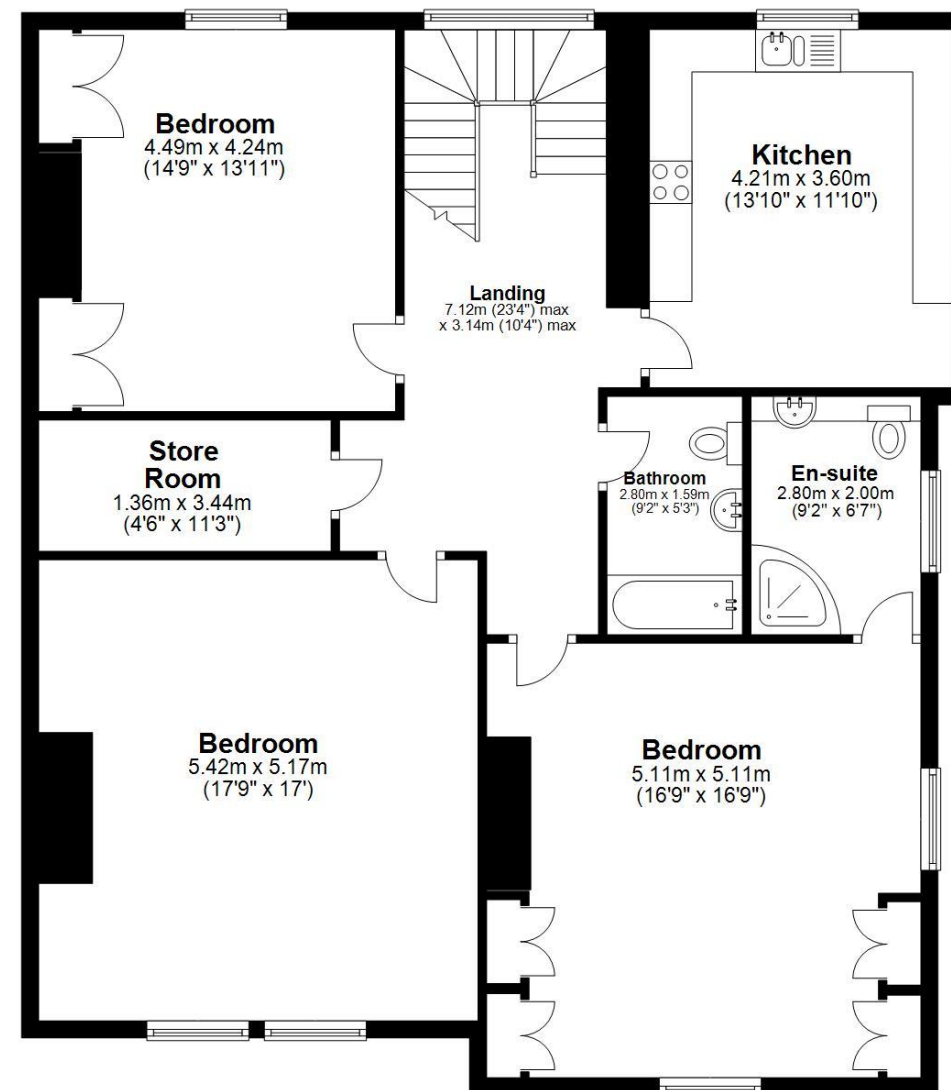 Bedroom
4.49m x 4.24m
(14'9" x 13'11")
Kitchen
4.21m x 3.60m
(13'10" x 11'10")
Landing
7.12m (23'4") max
x 3.14m (10'4") max
Store
Room
1.36m x 3.44m
(4'6" x 11'3")
Bathroom
2.80m x 1.59m
(9'2" x 5'3")
En-suite
2.80m x 2.00m
(9'2" x 6'7")
Bedroom
5.42m x 5.17m
(17'9" x 17')
Bedroom
5.11m x 5.11m
(16'9" x 16'9")